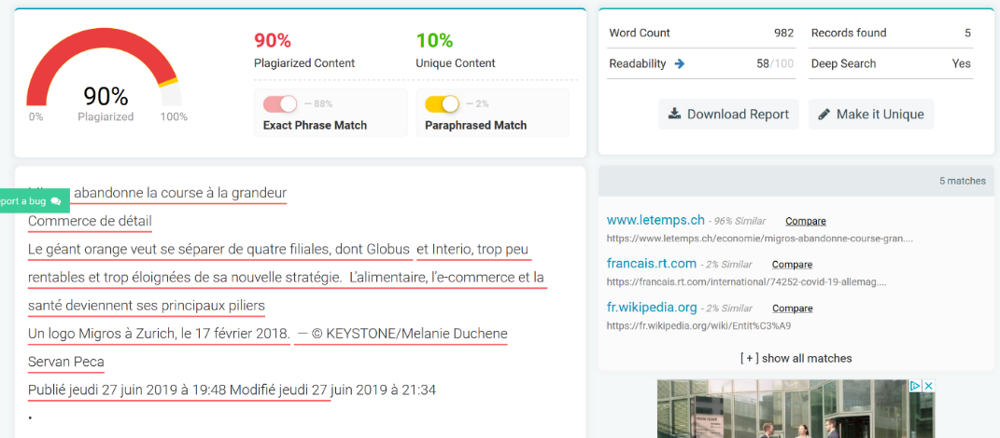 90%
Plagiarized Content
10%
Unique Content
90%
0%
Plagiarized
100%
— 88%
Exact Phrase Match
— 2%
Paraphrased Match
Word Count 982
Records found 5
Readability 58/100
Deep Search Yes
Download Report
Make it Unique
port a bug
abandonne la course à la grandeur
Commerce de détail
Le géant orange veut se séparer de quatre filiales, dont Globus et Interio, trop peu
rentables et trop éloignées de sa nouvelle stratégie. L’alimentaire, l’e-commerce et la
santé deviennent ses principaux piliers
Un logo Migros à Zurich, le 17 février 2018. — © KEYSTONE/Melanie Duchene
Servan Peca
Publié jeudi 27 juin 2019 à 19:48 Modifié jeudi 27 juin 2019 à 21:34
5 matches
www.letemps.ch - 96% Similar Compare
https://www.letemps.ch/economie/migros-abandonne-course-gran....
francais.rt.com - 2% Similar Compare
https://francais.rt.com/international/74252-covid-19-allemag....
fr.wikipedia.org - 2% Similar Compare
https://fr.wikipedia.org/wiki/Entit%C3%A9
[ + ] show all matches